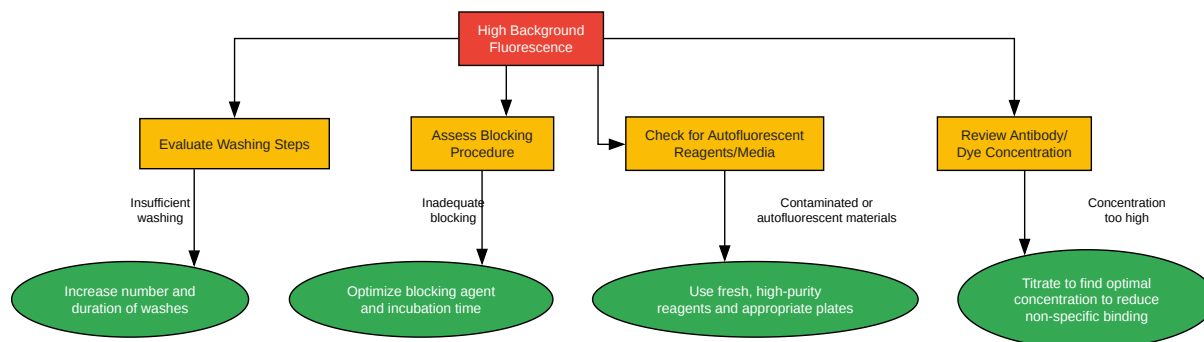 High Background
Fluorescence
Evaluate Washing Steps
Assess Blocking
Procedure
Check for Autofluorescent
Reagents/Media
Review Antibody/
Dye Concentration
Insufficient
washing
Inadequate
blocking
Contaminated or
autofluorescent materials
Concentration
too high
Increase number and
duration of washes
Optimize blocking agent
and incubation time
Use fresh, high-purity
reagents and appropriate plates
Titrate to find optimal
concentration to reduce
non-specific binding